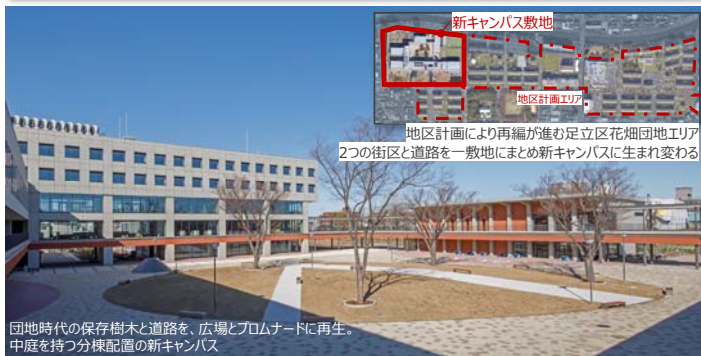 新キャンパス敷地
地区計画エリア
地区計画により再編が進む足立区花畑団地エリア
2つの街区と道路を一敷地にまとめ新キャンパスに生まれ変わる
団地時代の保存樹木と道路を、広場とプロムナードに再生。
中庭を持つ分棟配置の新キャンパス